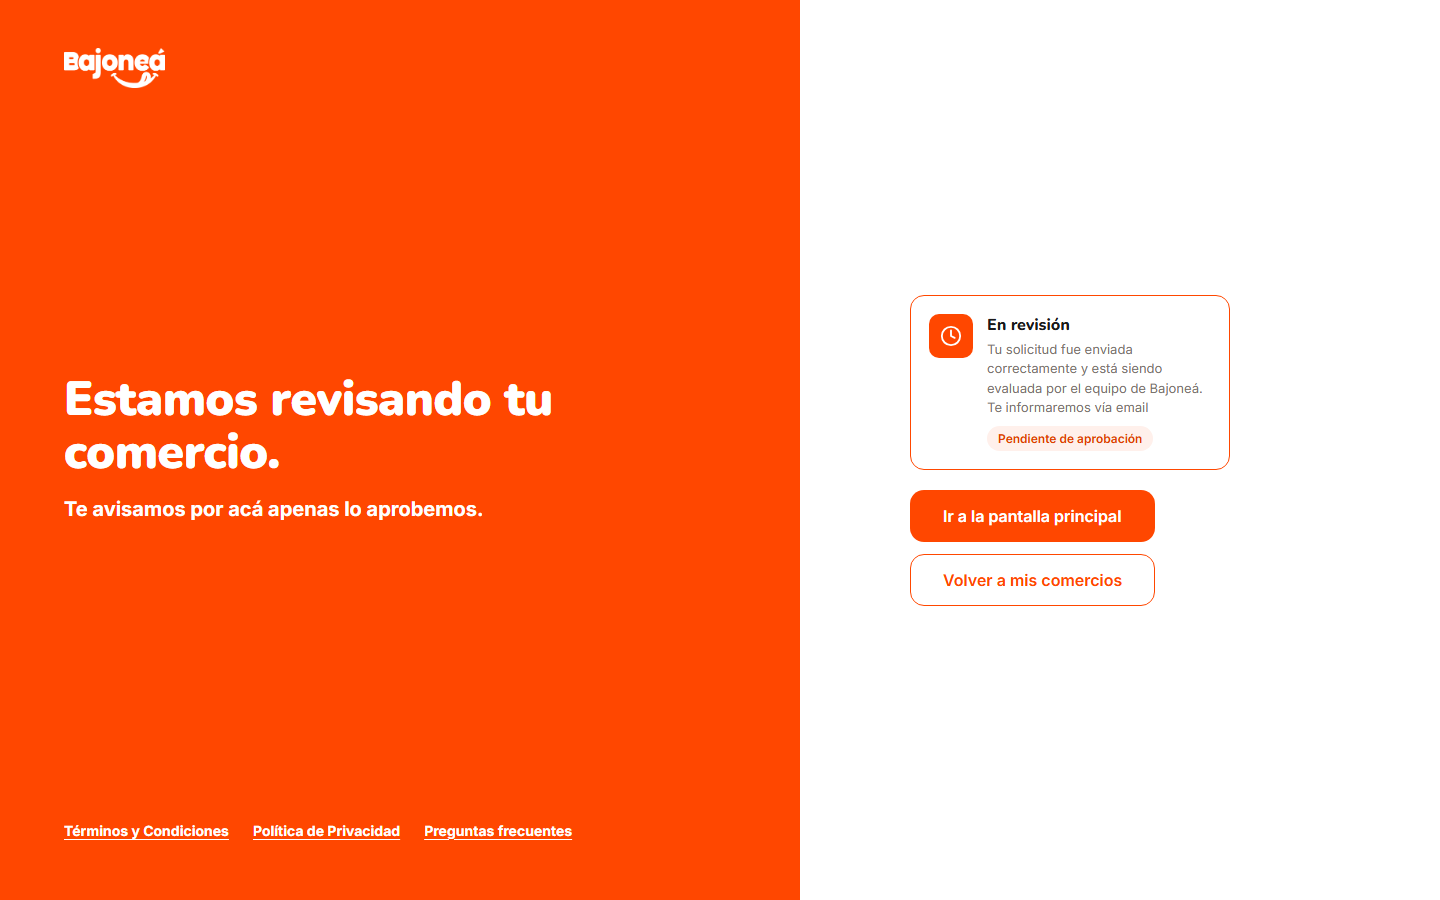 Bajoneá
Estamos revisando tu
comercio.
Te avisamos por acá apenas lo aprobemos.
Términos y Condiciones
Política de Privacidad
Preguntas frecuentes
En revisión
Tu solicitud fue enviada
correctamente y está siendo
evaluada por el equipo de Bajoneá.
Te informaremos vía email
Pendiente de aprobación
Ir a la pantalla principal
Volver a mis comercios